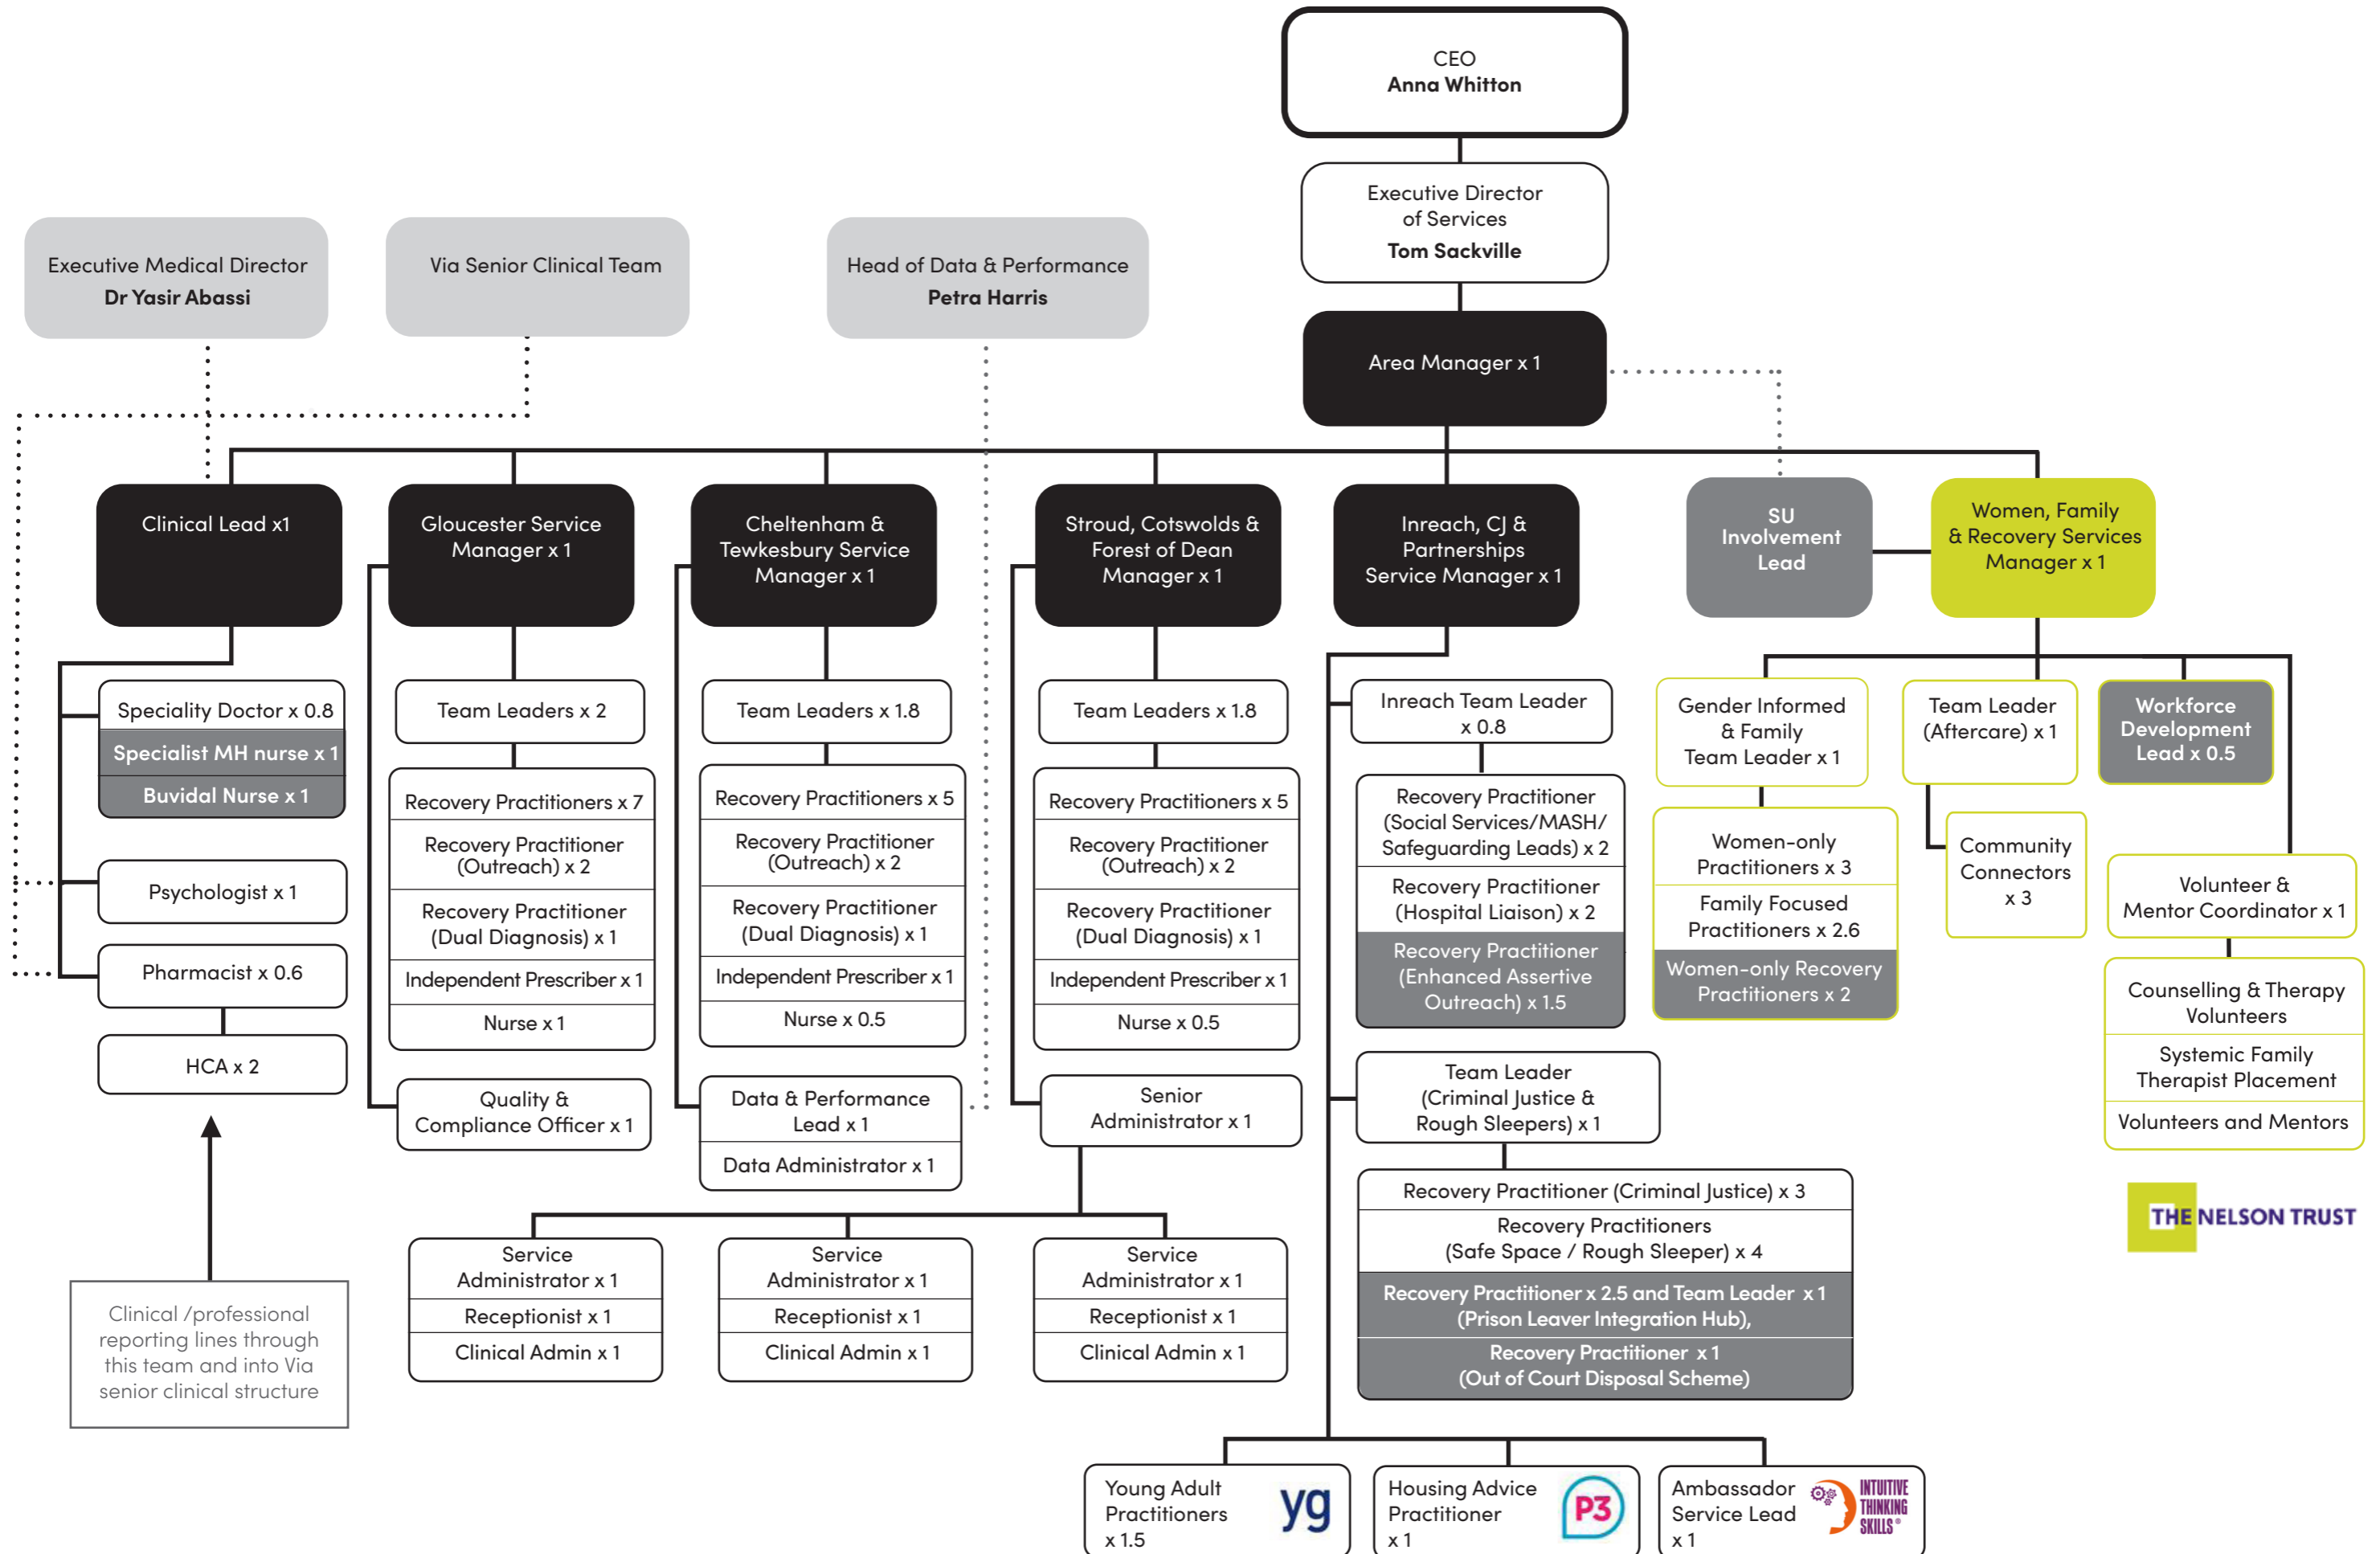 CEO
Anna Whitton
Executive Director
of Services
Tom Sackville
Executive Medical Director
Dr Yasir Abassi
Via Senior Clinical Team
Head of Data & Performance
Petra Harris
Area Manager x 1
Clinical Lead x1
Gloucester Service
Manager x 1
Cheltenham &
Tewkesbury Service
Manager x 1
Stroud, Cotswolds &
Forest of Dean
Manager x 1
Inreach, CJ &
Partnerships
Service Manager x 1
SU
Involvement
Lead
Women, Family
& Recovery Services
Manager x 1
Speciality Doctor x 0.8
Specialist MH nurse x 1
Buvidal Nurse x 1
Psychologist x 1
Pharmacist x 0.6
HCA x 2
Clinical /professional
reporting lines through
this team and into Via
senior clinical structure
Team Leaders x 2
Recovery Practitioners x 7
Recovery Practitioner
(Outreach) x 2
Recovery Practitioner
(Dual Diagnosis) x 1
Independent Prescriber x 1
Nurse x 1
Quality &
Compliance Officer x 1
Team Leaders x 1.8
Recovery Practitioners x 5
Recovery Practitioner
(Outreach) x 2
Recovery Practitioner
(Dual Diagnosis) x 1
Independent Prescriber x 1
Nurse x 0.5
Data & Performance
Lead x 1
Data Administrator x 1
Team Leaders x 1.8
Recovery Practitioners x 5
Recovery Practitioner
(Outreach) x 2
Recovery Practitioner
(Dual Diagnosis) x 1
Independent Prescriber x 1
Nurse x 0.5
Senior
Administrator x 1
Service
Administrator x 1
Receptionist x 1
Clinical Admin x 1
Service
Administrator x 1
Receptionist x 1
Clinical Admin x 1
Service
Administrator x 1
Receptionist x 1
Clinical Admin x 1
Inreach Team Leader
x 0.8
Recovery Practitioner
(Social Services/MASH/
Safeguarding Leads) x 2
Recovery Practitioner
(Hospital Liaison) x 2
Recovery Practitioner
(Enhanced Assertive
Outreach) x 1.5
Team Leader
(Criminal Justice &
Rough Sleepers) x 1
Recovery Practitioner (Criminal Justice) x 3
Recovery Practitioners
(Safe Space / Rough Sleeper) x 4
Recovery Practitioner x 2.5 and Team Leader x 1
(Prison Leaver Integration Hub),
Recovery Practitioner x 1
(Out of Court Disposal Scheme)
Young Adult
Practitioners
x 1.5
yg
Housing Advice
Practitioner
x 1
P3
Ambassador
Service Lead
x 1
INTUITIVE
THINKING
SKILLS®
Gender Informed
& Family
Team Leader x 1
Women-only
Practitioners x 3
Family Focused
Practitioners x 2.6
Women-only Recovery
Practitioners x 2
Team Leader
(Aftercare) x 1
Community
Connectors
x 3
Workforce
Development
Lead x 0.5
Volunteer &
Mentor Coordinator x 1
Counselling & Therapy
Volunteers
Systemic Family
Therapist Placement
Volunteers and Mentors
THE NELSON TRUST